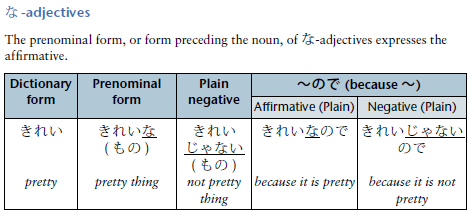 な-adjectives
The prenominal form, or form preceding the noun, of な-adjectives expresses the
affirmative.
Dictionary form
Prenominal form
Plain negative
～ので (because ～)
Affirmative (Plain)
Negative (Plain)
きれい
きれいな
(もの)
きれい
じゃない
(もの)
きれいなので
きれいじゃない
ので
pretty
pretty thing
not pretty
thing
because it is pretty
because it is not
pretty